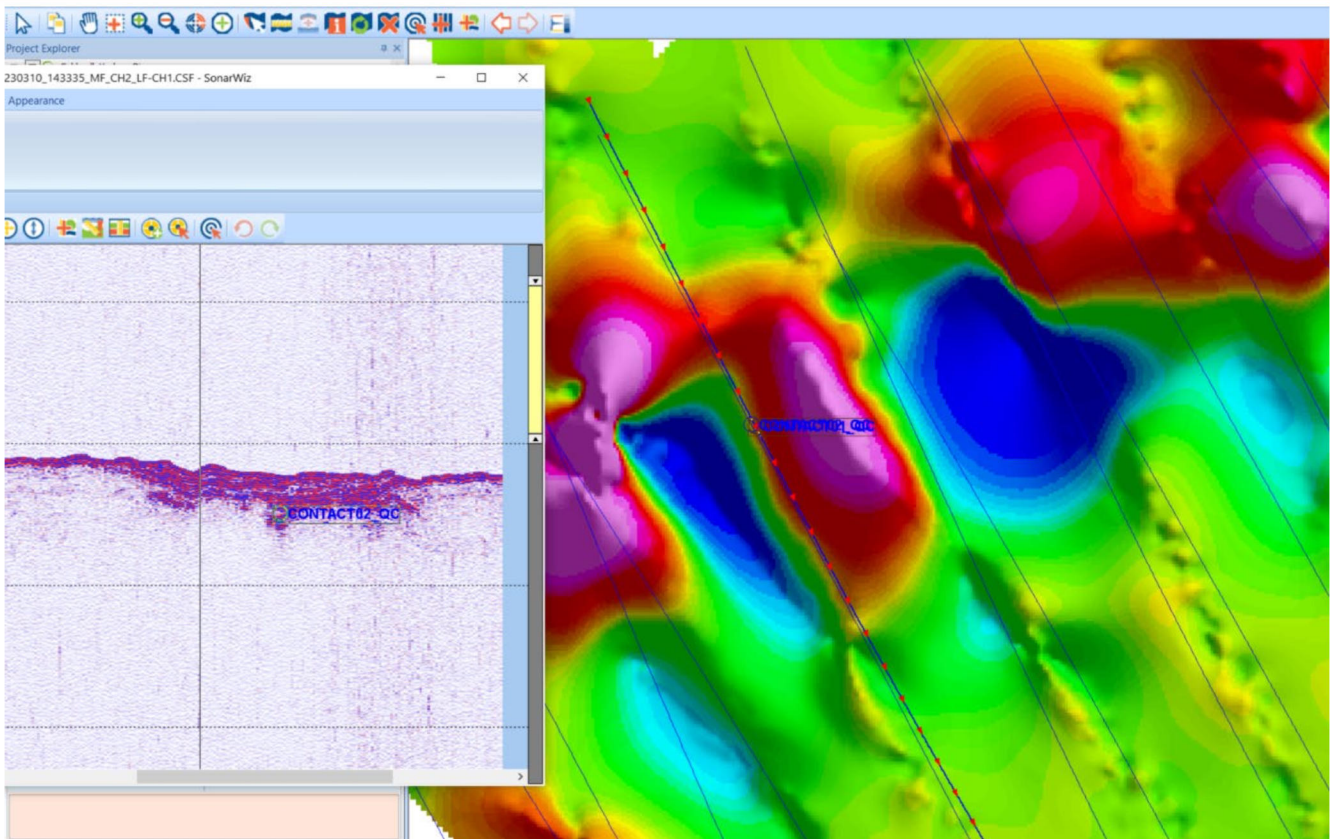 Project Explorer
230310_143335_MF_CH2_LF-CH1.CSF - SonarWiz
Appearance
CONTACT02_QC